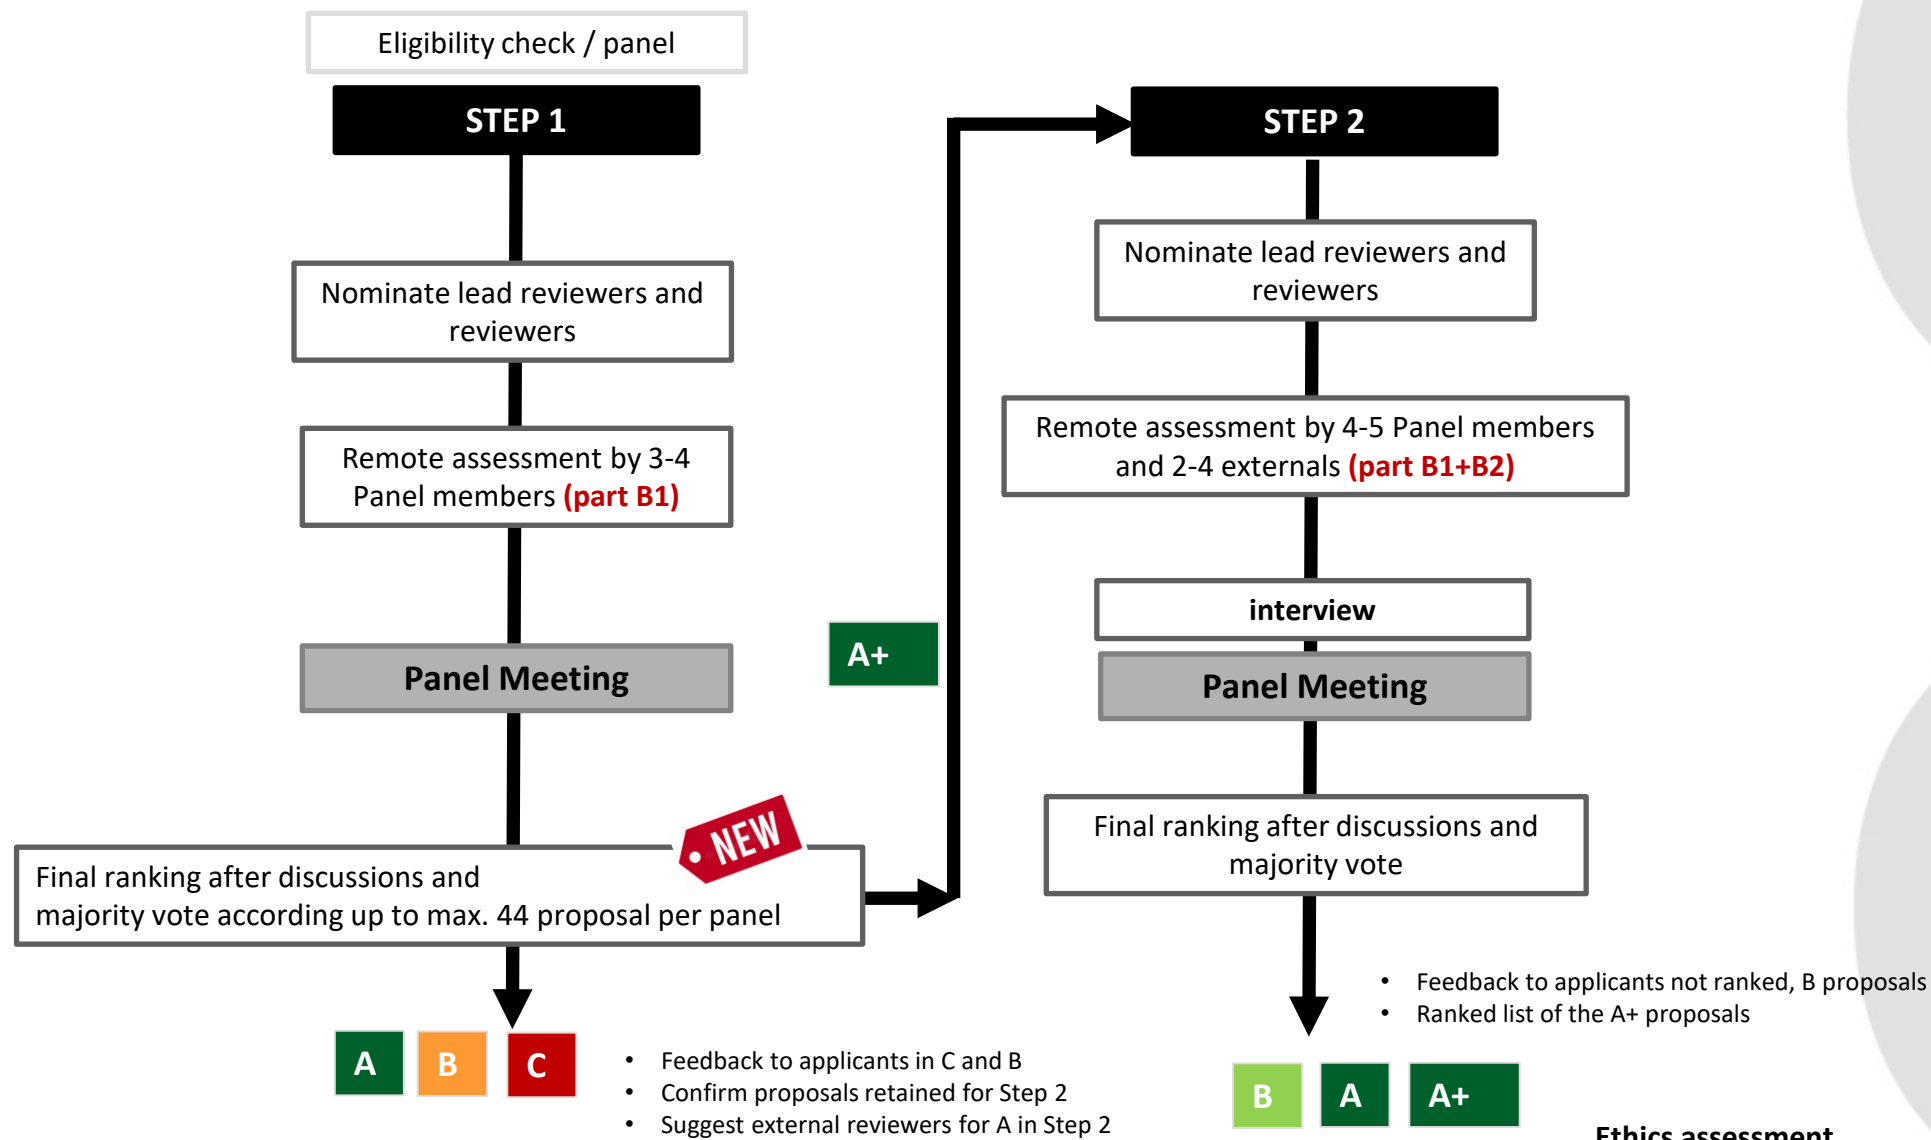 Eligibility check / panel
STEP 1
Nominate lead reviewers and
reviewers
Remote assessment by 3-4
Panel members (part B1)
Panel Meeting
NEW
Final ranking after discussions and
majority vote according up to max. 44 proposal per panel
A B C
• Feedback to applicants in C and B
• Confirm proposals retained for Step 2
• Suggest external reviewers for A in Step 2
A+
STEP 2
Nominate lead reviewers and
reviewers
Remote assessment by 4-5 Panel members
and 2-4 externals (part B1+B2)
interview
Panel Meeting
Final ranking after discussions and
majority vote
• Feedback to applicants not ranked, B proposals
• Ranked list of the A+ proposals
B A A+
Ethics assessment